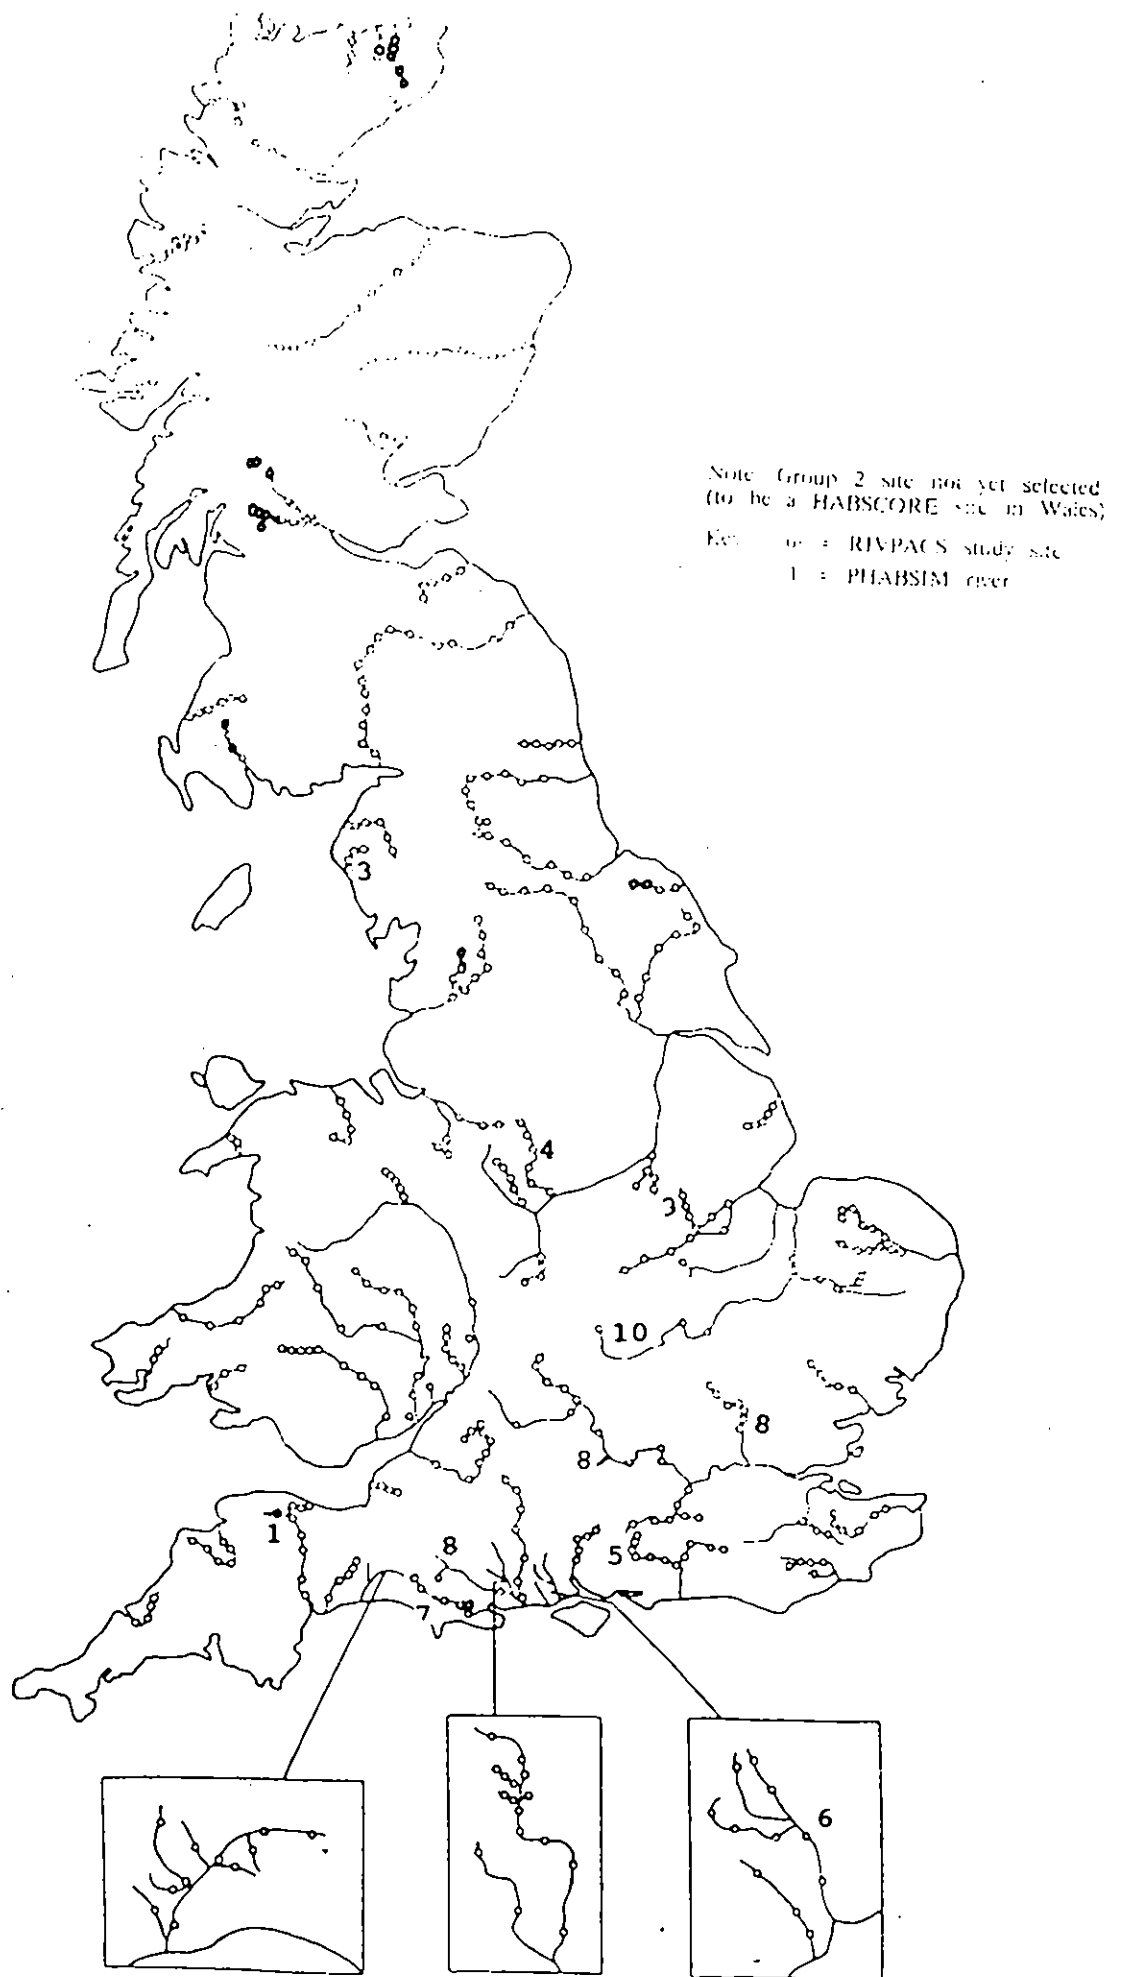 Note Group 2 site not yet selected
(to be a HABSCORE site in Wales)
Key o = RIVPACS study site
1 = PHABSIM river
3
4
3
10
8
8
1
8
5
7
6